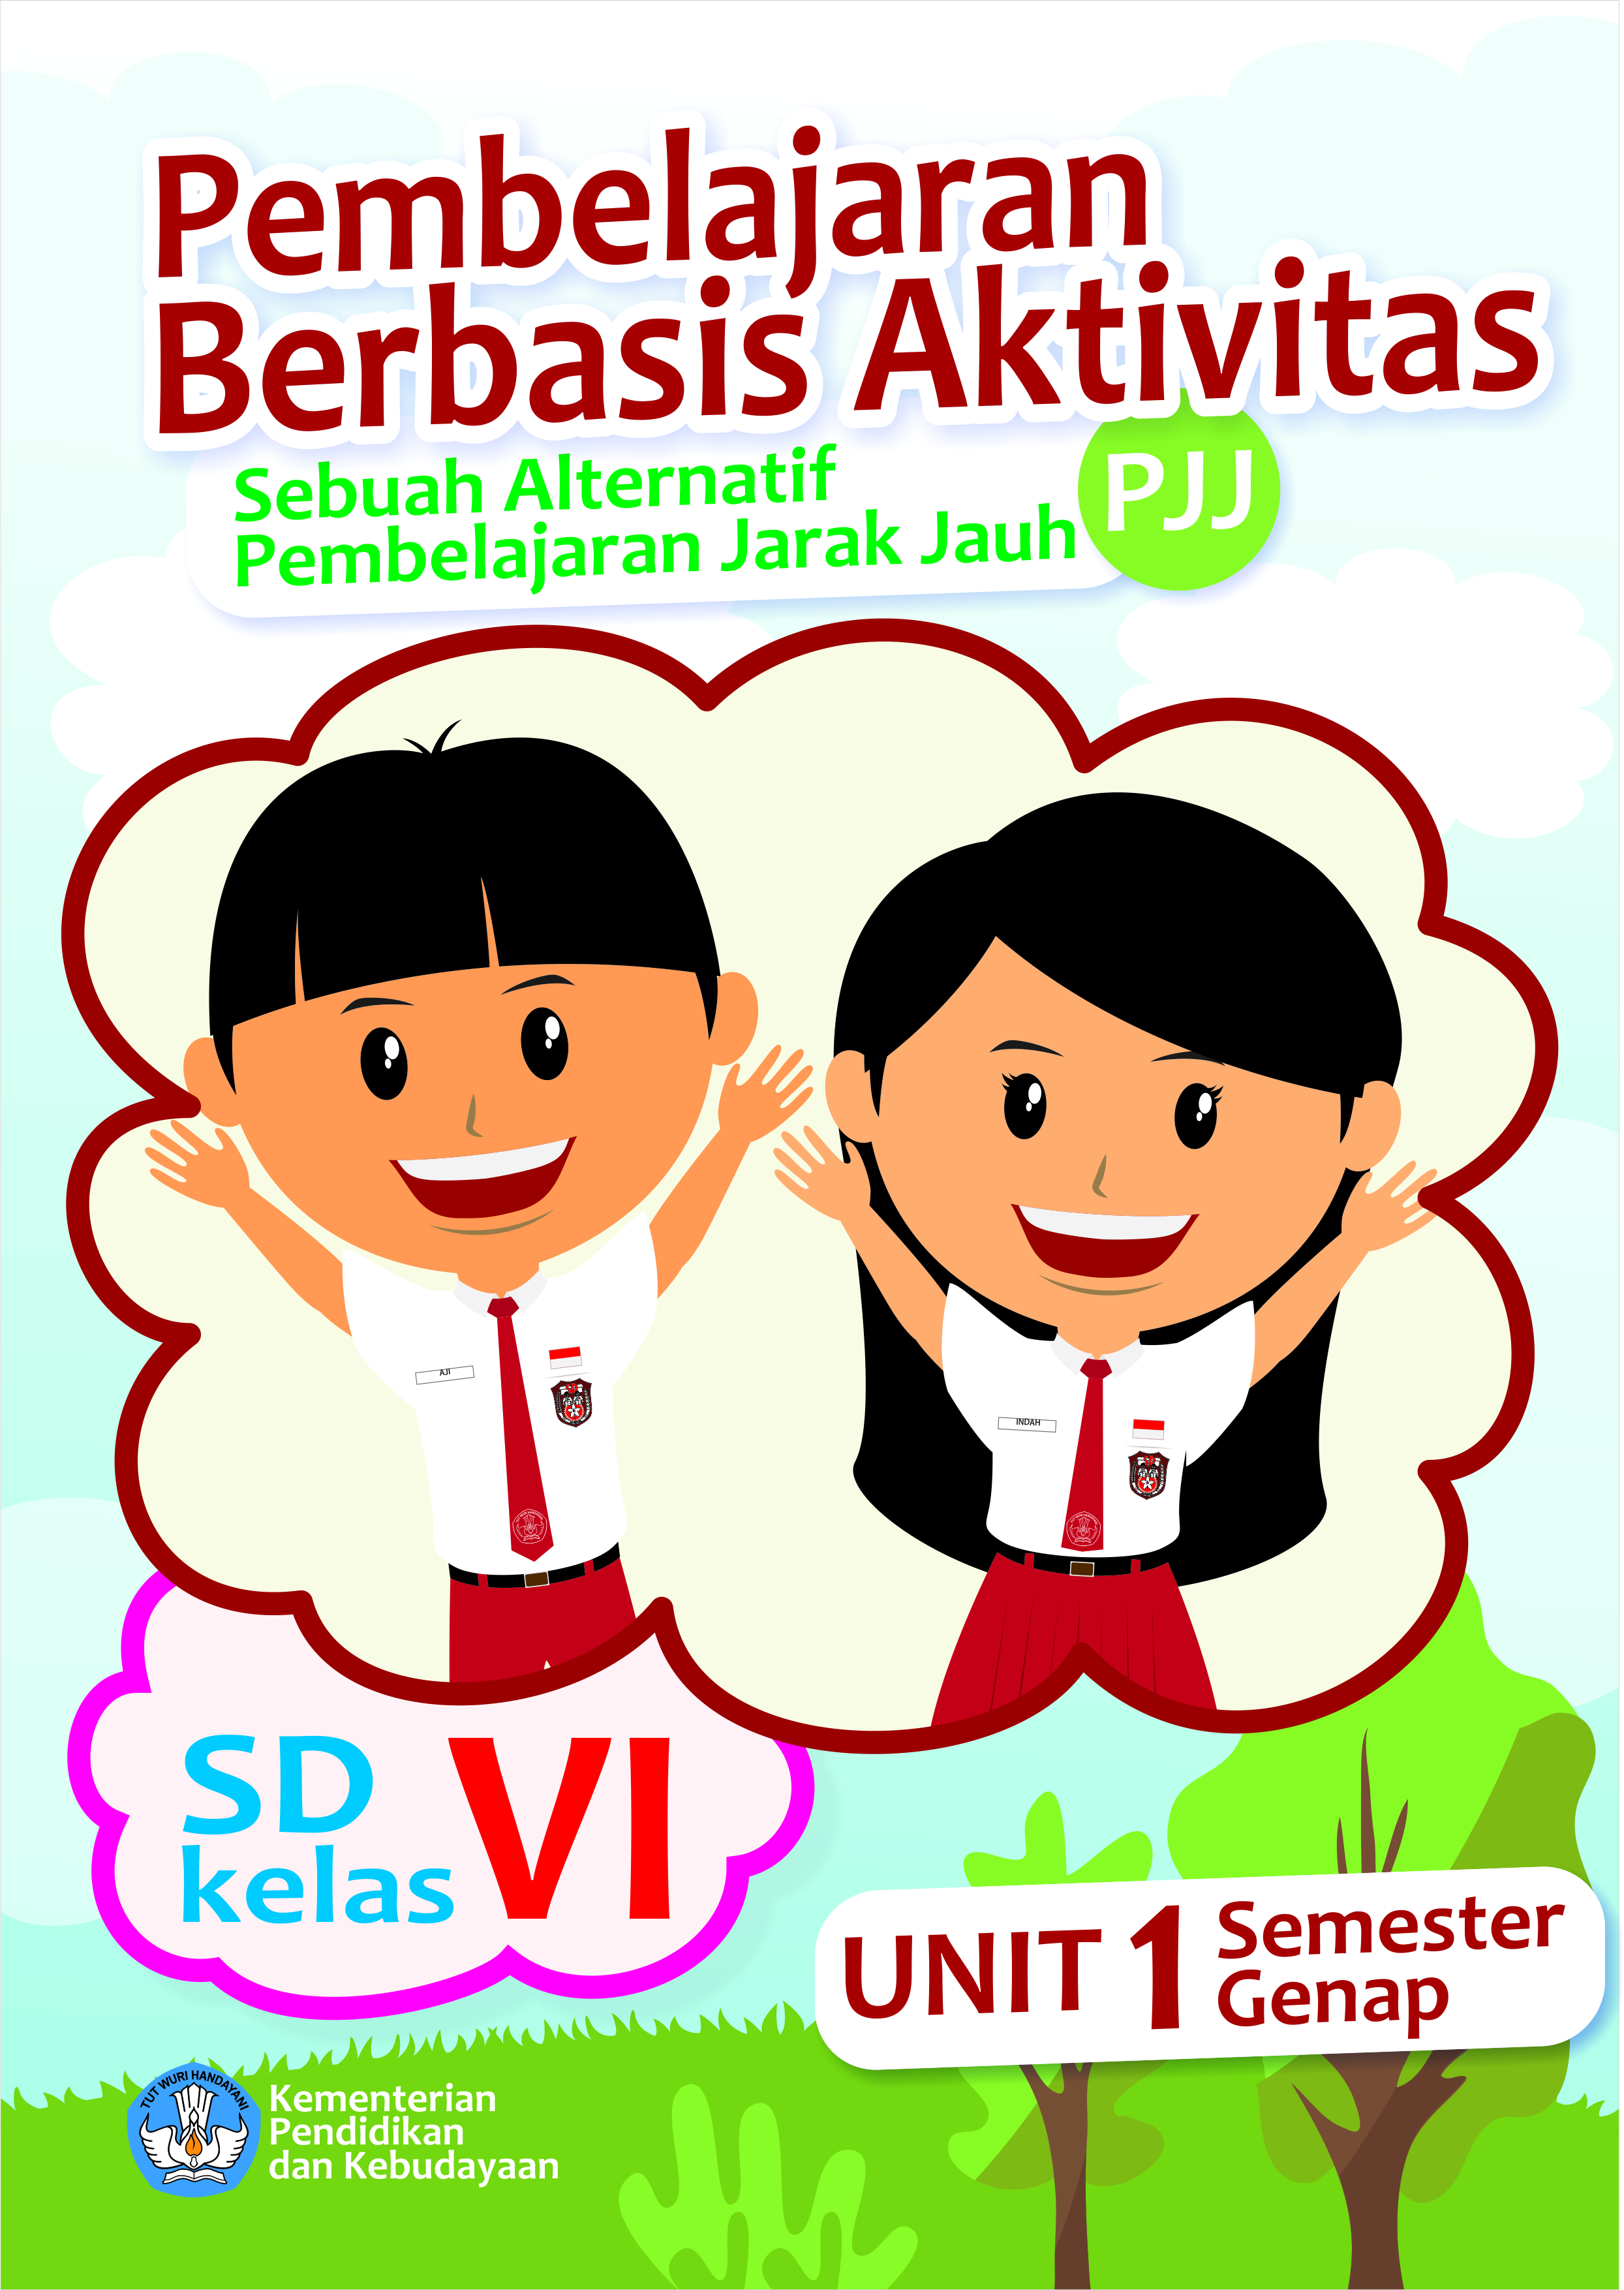 Pembelajaran
Berbasis Aktivitas
Sebuah Alternatif
Pembelajaran Jarak Jauh
PJJ
AJI
INDAH
SD
kelas
VI
UNIT 1
Semester
Genap
TUT WURI HANDAYANI
Kementerian
Pendidikan
dan Kebudayaan